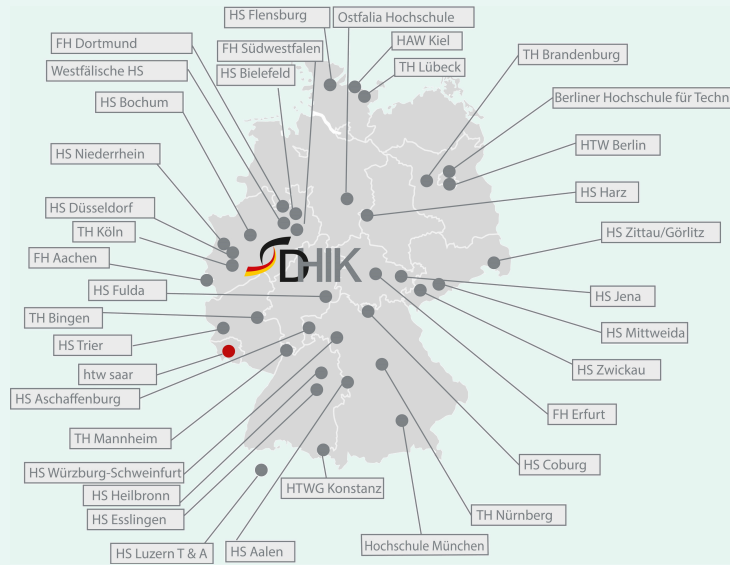 HS Flensburg
Ostfalia Hochschule
FH Dortmund
FH Südwestfalen
HAW Kiel
TH Brandenburg
Westfälische HS
HS Bielefeld
TH Lübeck
HS Bochum
Berliner Hochschule für Techn
HS Niederrhein
HTW Berlin
HS Harz
HS Düsseldorf
TH Köln
FH Aachen
HS Zittau/Görlitz
DHIK
HS Fulda
HS Jena
TH Bingen
HS Mittweida
HS Trier
HS Zwickau
htw saar
HS Aschaffenburg
FH Erfurt
TH Mannheim
HS Coburg
HS Würzburg-Schweinfurt
HTWG Konstanz
HS Heilbronn
TH Nürnberg
HS Esslingen
Hochschule München
HS Luzern T & A
HS Aalen